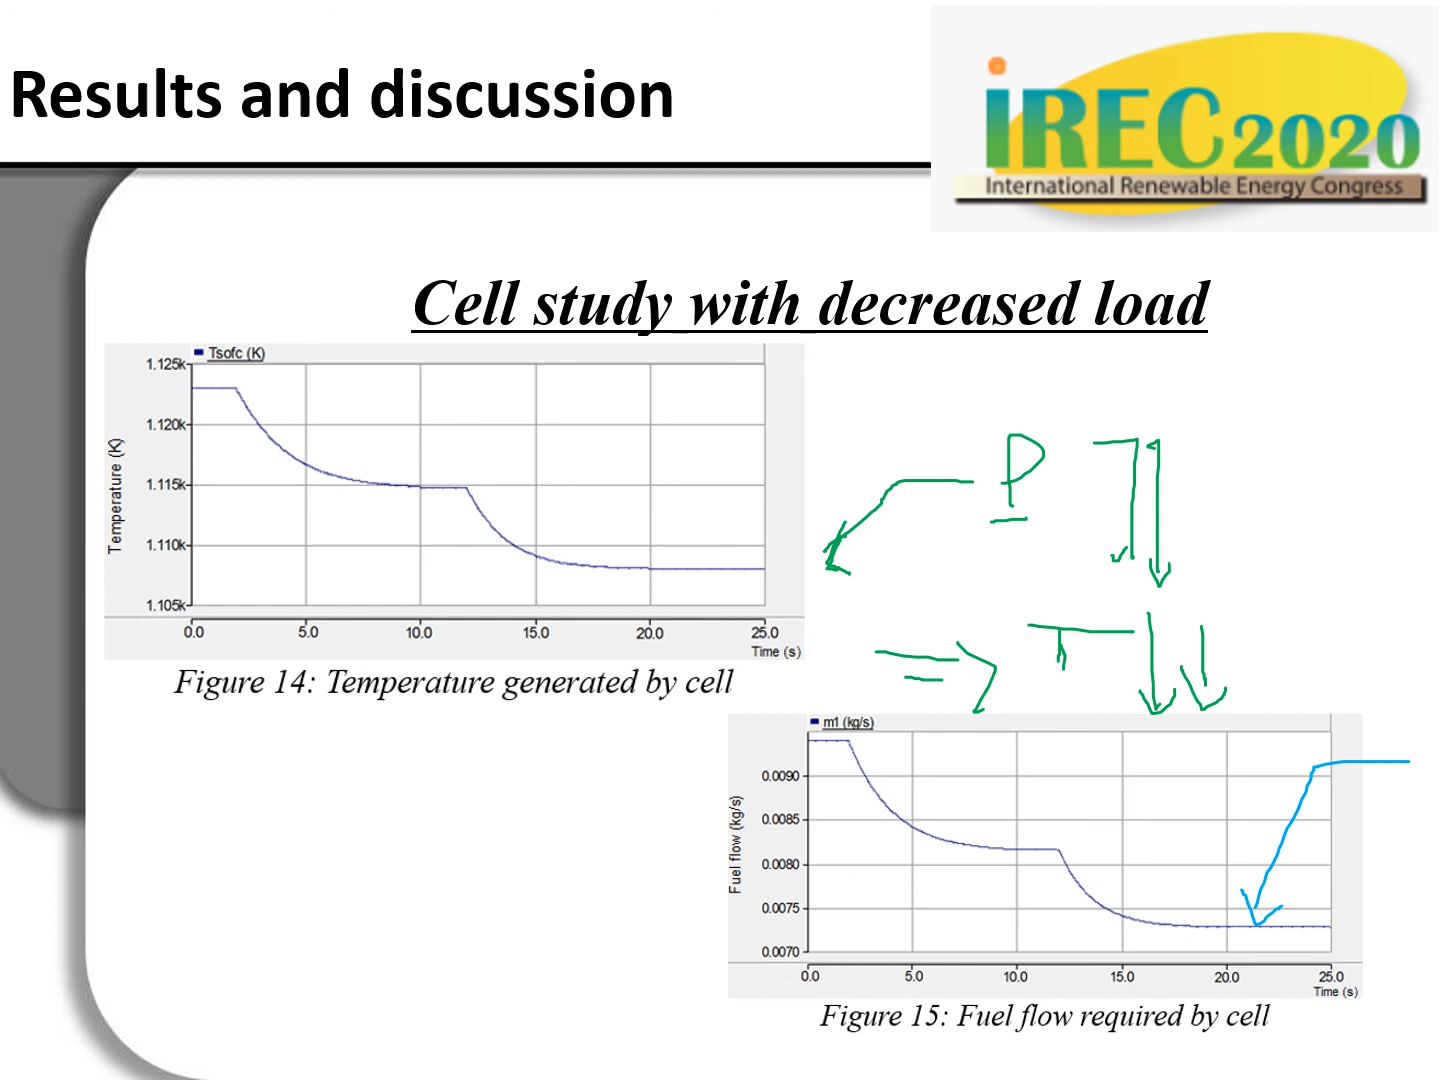 Results and discussion
iREC2020
International Renewable Energy Congress
Cell study with decreased load
Tsofc (K)
1.125k
1.120k
1.115k
1.110k
1.105k
Temperature (K)
0.0 5.0 10.0 15.0 20.0 25.0
Time (s)
Figure 14: Temperature generated by cell
P
T
m1 (kg/s)
0.0090
0.0085
0.0080
0.0075
0.0070
Fuel flow (kg/s)
0.0 5.0 10.0 15.0 20.0 25.0
Time (s)
Figure 15: Fuel flow required by cell